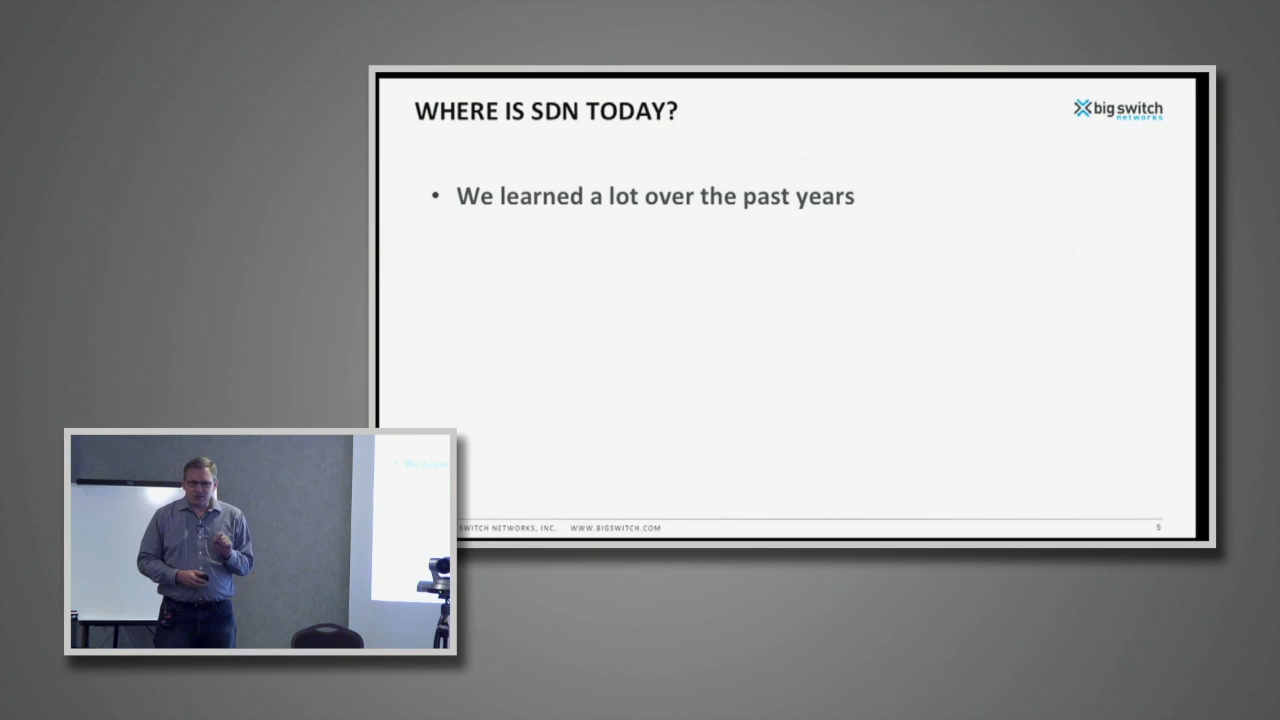 WHERE IS SDN TODAY?
big switch
networks
• We learned a lot over the past years
SWITCH NETWORKS, INC. WWW.BIGSWITCH.COM
5